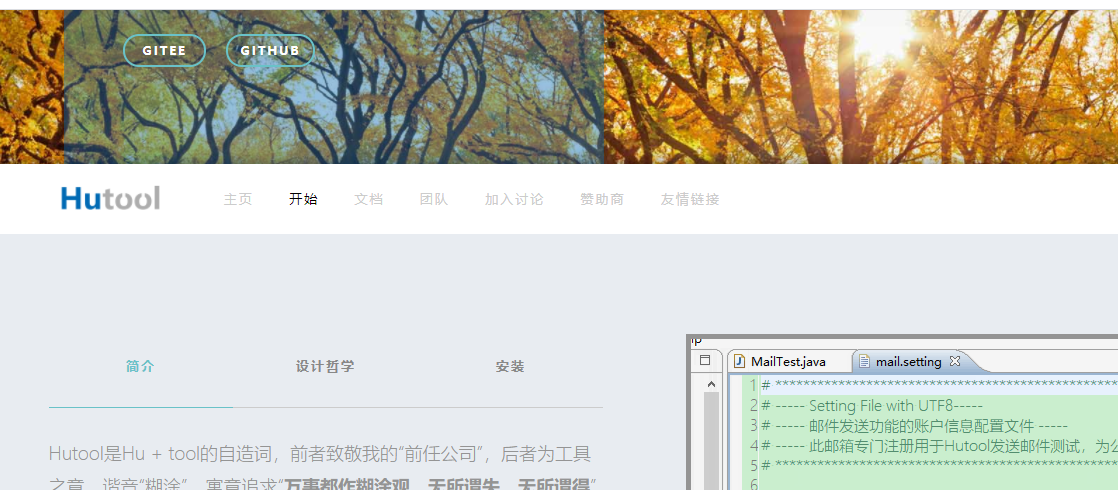 GITEE GITHUB
Hutool 主页 开始 文档 团队 加入讨论 赞助商 友情链接
简介 设计哲学 安装
Hutool是Hu + tool的自造词，前者致敬我的“前任公司”，后者为工具
之意，谐音“糊涂”，寓意追求“万事都作糊涂观，无所谓失，无所谓得”
MailTest.java mail.setting
1 # **************************************************
2 # ----- Setting File with UTF8-----
3 # ----- 邮件发送功能的账户信息配置文件 -----
4 # ----- 此邮箱专门注册用于Hutool发送邮件测试，为公
5 # **************************************************
6